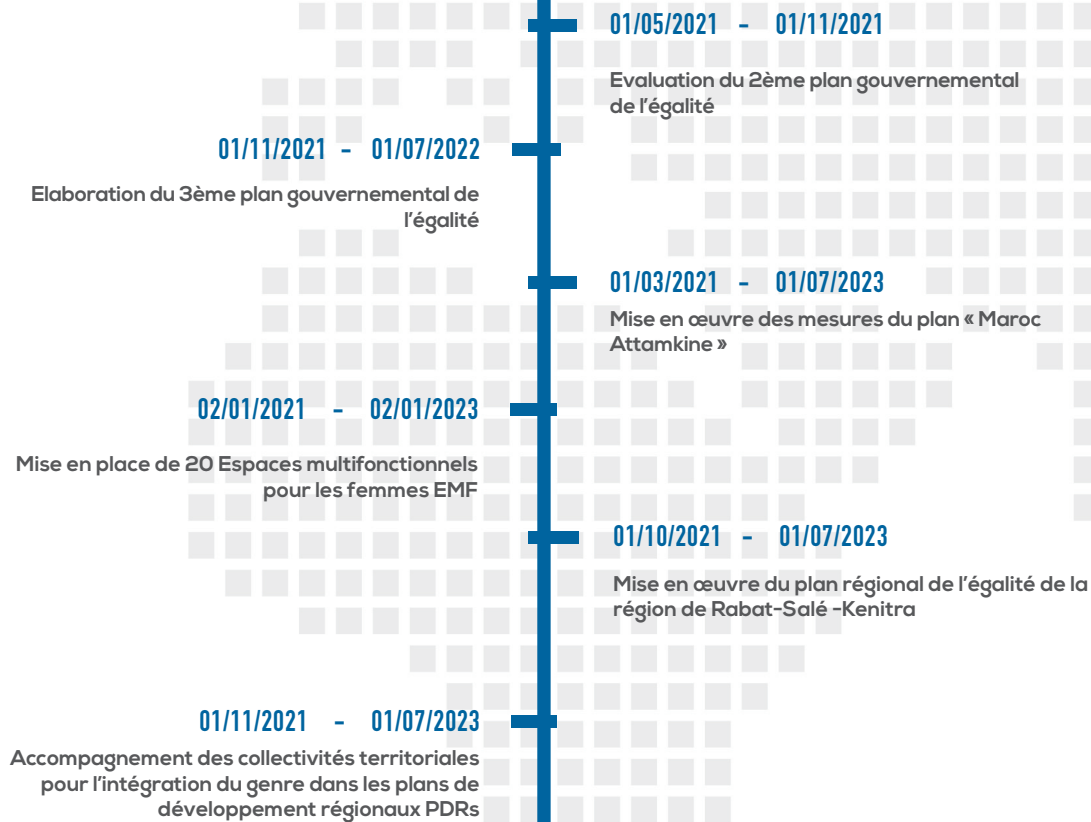 01/05/2021 - 01/11/2021
Evaluation du 2ème plan gouvernemental
de l'égalité
01/11/2021 - 01/07/2022
Elaboration du 3ème plan gouvernemental de
l'égalité
01/03/2021 - 01/07/2023
Mise en œuvre des mesures du plan « Maroc
Attamkine »
02/01/2021 - 02/01/2023
Mise en place de 20 Espaces multifonctionnels
pour les femmes EMF
01/10/2021 - 01/07/2023
Mise en œuvre du plan régional de l'égalité de la
région de Rabat-Salé -Kenitra
01/11/2021 - 01/07/2023
Accompagnement des collectivités territoriales
pour l'intégration du genre dans les plans de
développement régionaux PDRs